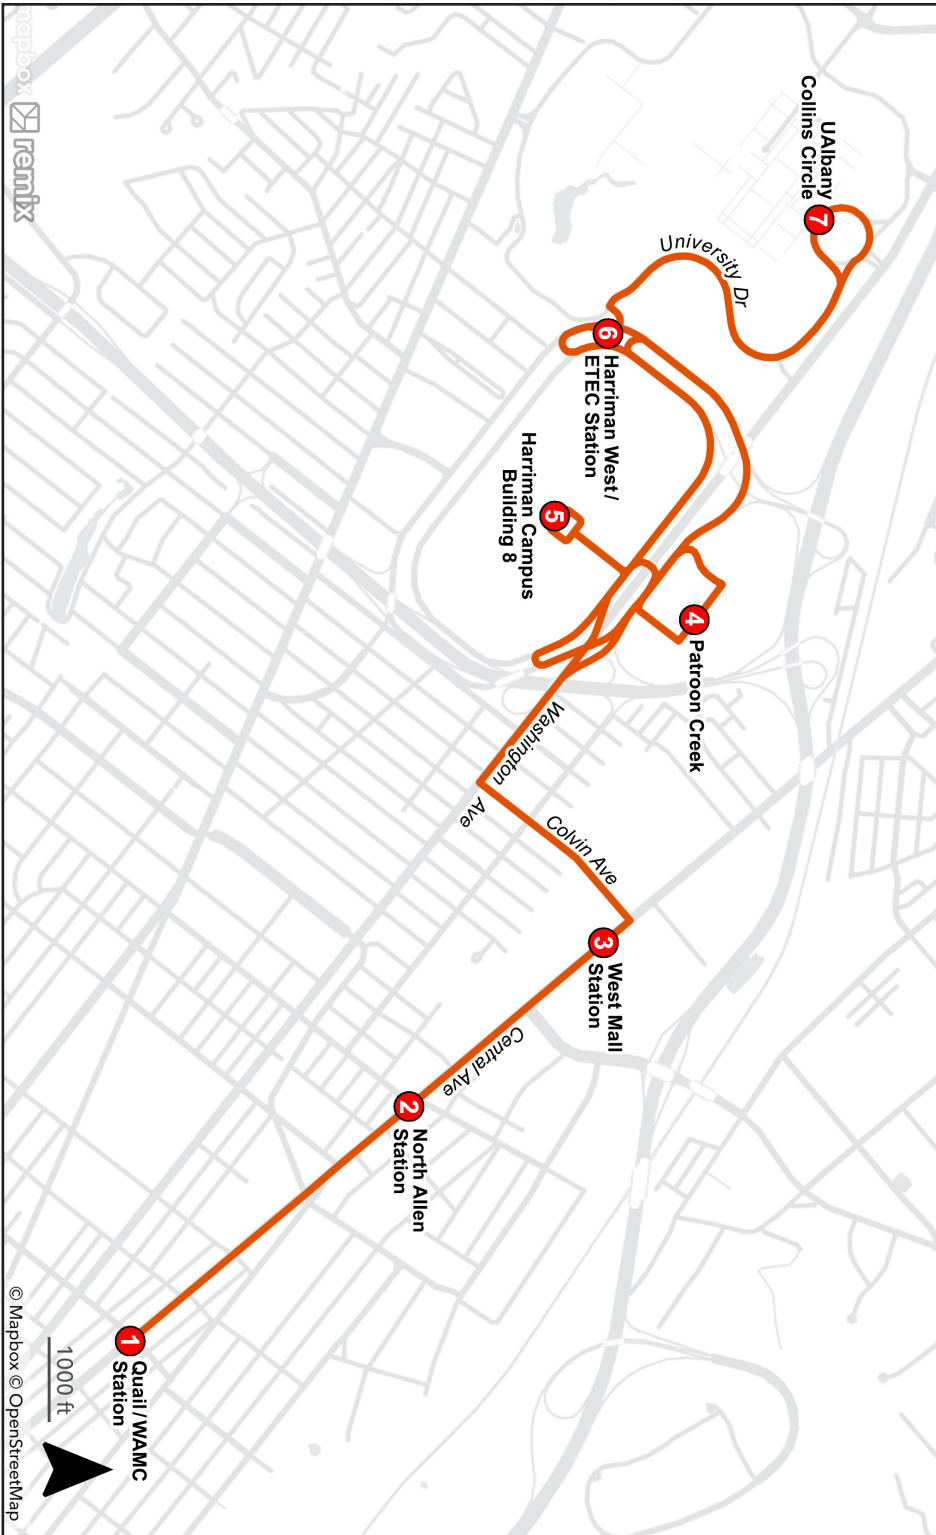 UAlbany
Collins Circle
7
University Dr
6
Harriman West /
ETEC Station
Harriman Campus
Building 8
5
4
Patroon Creek
Washington
Ave
Colvin Ave
3
West Mall
Station
Central Ave
2
North Allen
Station
1
Quail / WAMC
Station
1000 ft
mapbox
remix
© Mapbox © OpenStreetMap